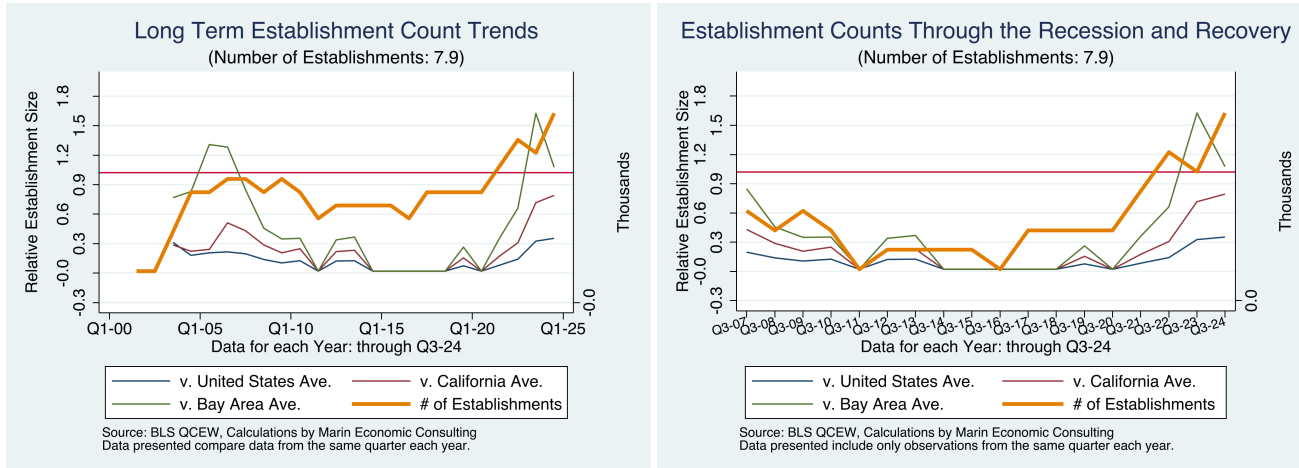 Long Term Establishment Count Trends
(Number of Establishments: 7.9)
Relative Establishment Size
1.8
1.5
1.2
0.9
0.6
0.3
-0.0
-0.3
Thousands
-0.0
Q1-00 Q1-05 Q1-10 Q1-15 Q1-20 Q1-25
Data for each Year: through Q3-24
v. United States Ave. v. California Ave.
v. Bay Area Ave. # of Establishments
Source: BLS QCEW, Calculations by Marin Economic Consulting
Data presented compare data from the same quarter each year.
Establishment Counts Through the Recession and Recovery
(Number of Establishments: 7.9)
Relative Establishment Size
1.8
1.5
1.2
0.9
0.6
0.3
-0.0
-0.3
Thousands
0.0
Q3-07 Q3-08 Q3-09 Q3-10 Q3-11 Q3-12 Q3-13 Q3-14 Q3-15 Q3-16 Q3-17 Q3-18 Q3-19 Q3-20 Q3-21 Q3-22 Q3-23 Q3-24
Data for each Year: through Q3-24
v. United States Ave. v. California Ave.
v. Bay Area Ave. # of Establishments
Source: BLS QCEW, Calculations by Marin Economic Consulting
Data presented include only observations from the same quarter each year.